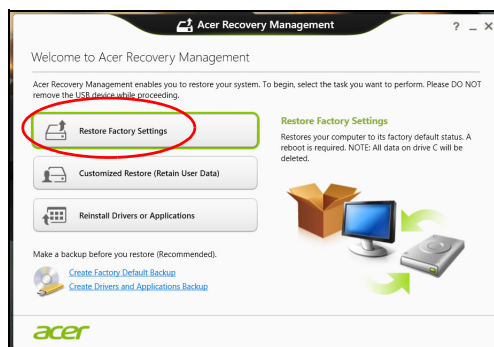 Acer Recovery Management
? _ ×
Welcome to Acer Recovery Management
Acer Recovery Management enables you to restore your system. To begin, select the task you want to perform. Please DO NOT
remove the USB device while proceeding.
Restore Factory Settings
Customized Restore (Retain User Data)
Reinstall Drivers or Applications
Restore Factory Settings
Restores your computer to its factory default status. A
reboot is required. NOTE: All data on drive C will be
deleted.
Make a backup before you restore (Recommended).
Create Factory Default Backup
Create Drivers and Applications Backup
acer